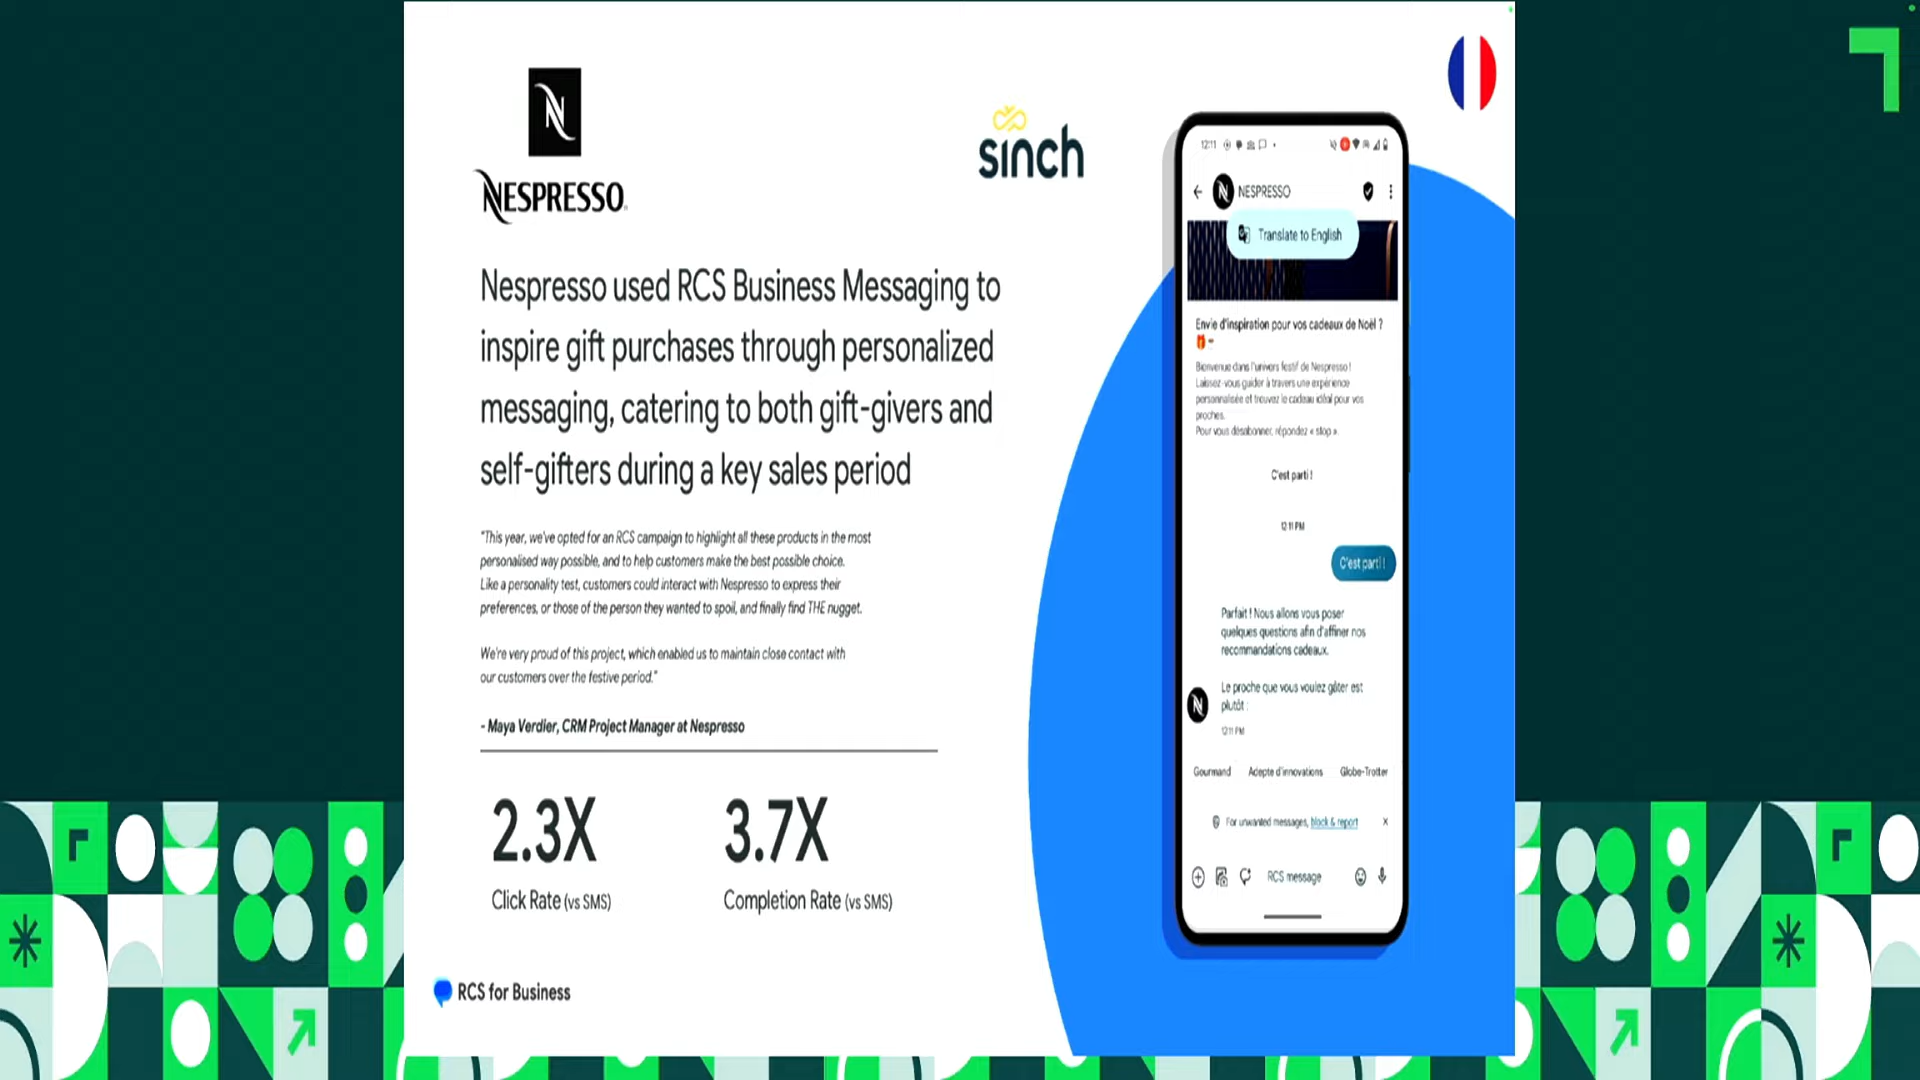 N
NESPRESSO
sinch
Nespresso used RCS Business Messaging to
inspire gift purchases through personalized
messaging, catering to both gift-givers and
self-gifters during a key sales period
"This year, we've opted for an RCS campaign to highlight all these products in the most
personalised way possible, and to help customers make the best possible choice.
Like a personality test, customers could interact with Nespresso to express their
preferences, or those of the person they wanted to spoil, and finally find THE nugget.
We're very proud of this project, which enabled us to maintain close contact with
our customers over the festive period."
- Maya Verdier, CRM Project Manager at Nespresso
2.3X
Click Rate (vs SMS)
3.7X
Completion Rate (vs SMS)
RCS for Business
12:11
N NESPRESSO
Translate to English
Envie d'inspiration pour vos cadeaux de Noël ?
Bienvenue dans l'univers festif de Nespresso !
Laissez-vous guider à travers une expérience
personnalisée et trouvez le cadeau idéal pour vos
proches.
Pour vous désabonner, répondez « stop ».
C'est parti !
12:11 PM
C'est parti !
Parfait ! Nous allons vous poser
quelques questions afin d'affiner nos
recommandations cadeaux.
Le proche que vous voulez gâter est
plutôt :
N
12:11 PM
Gourmand
Adepte d'innovations
Globe-Trotter
For unwanted messages, block & report
RCS message